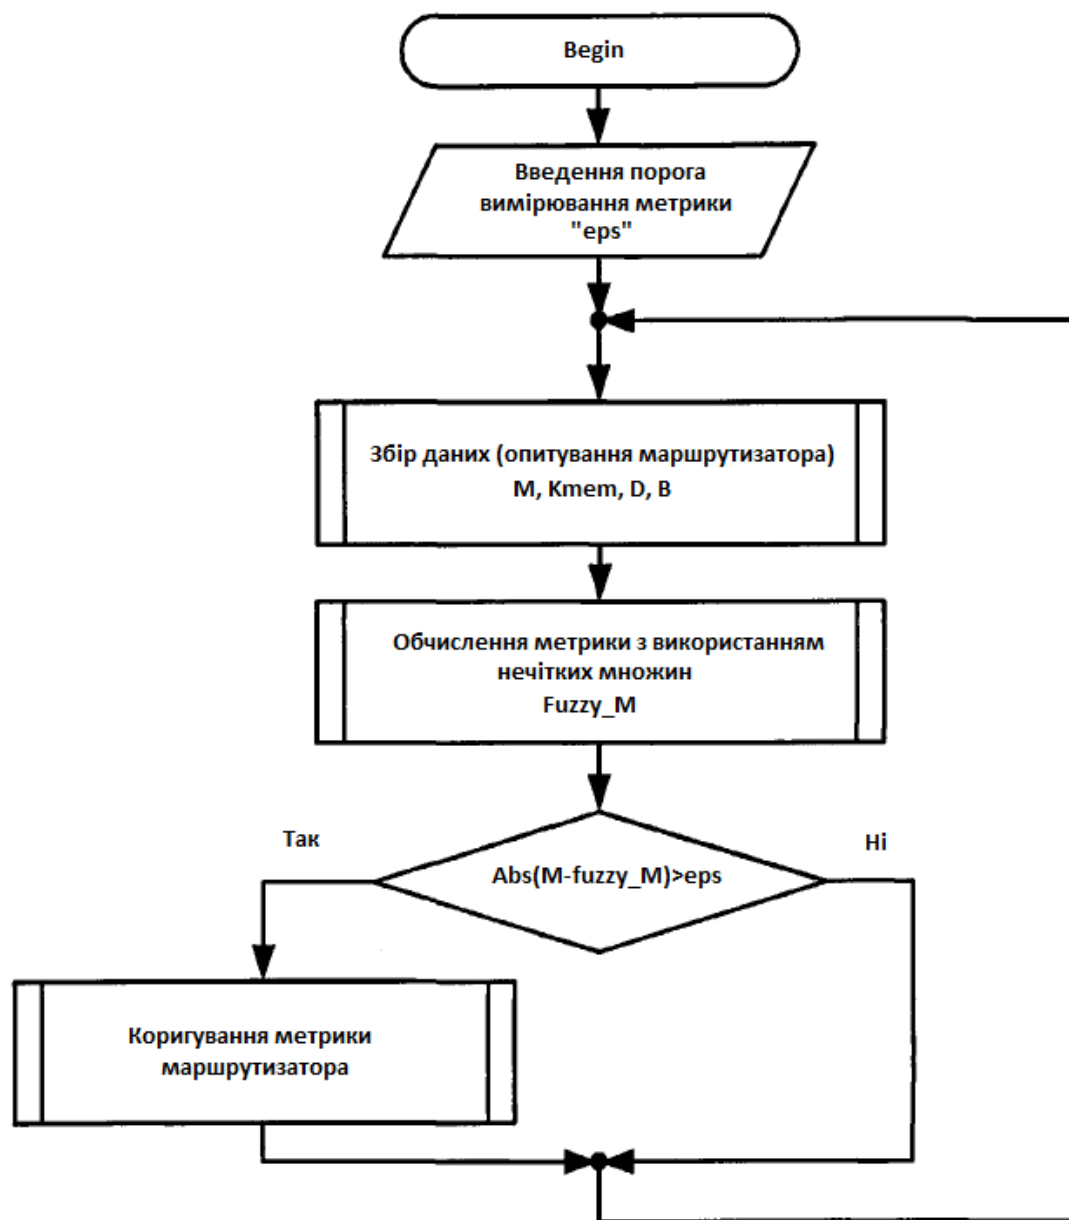 Begin
Введення порога
вимірювання метрики
"eps"
Збір даних (опитування маршрутизатора)
M, Kmem, D, B
Обчислення метрики з використанням
нечітких множин
Fuzzy_M
Так
Ні
Abs(M-fuzzy_M)>eps
Коригування метрики
маршрутизатора